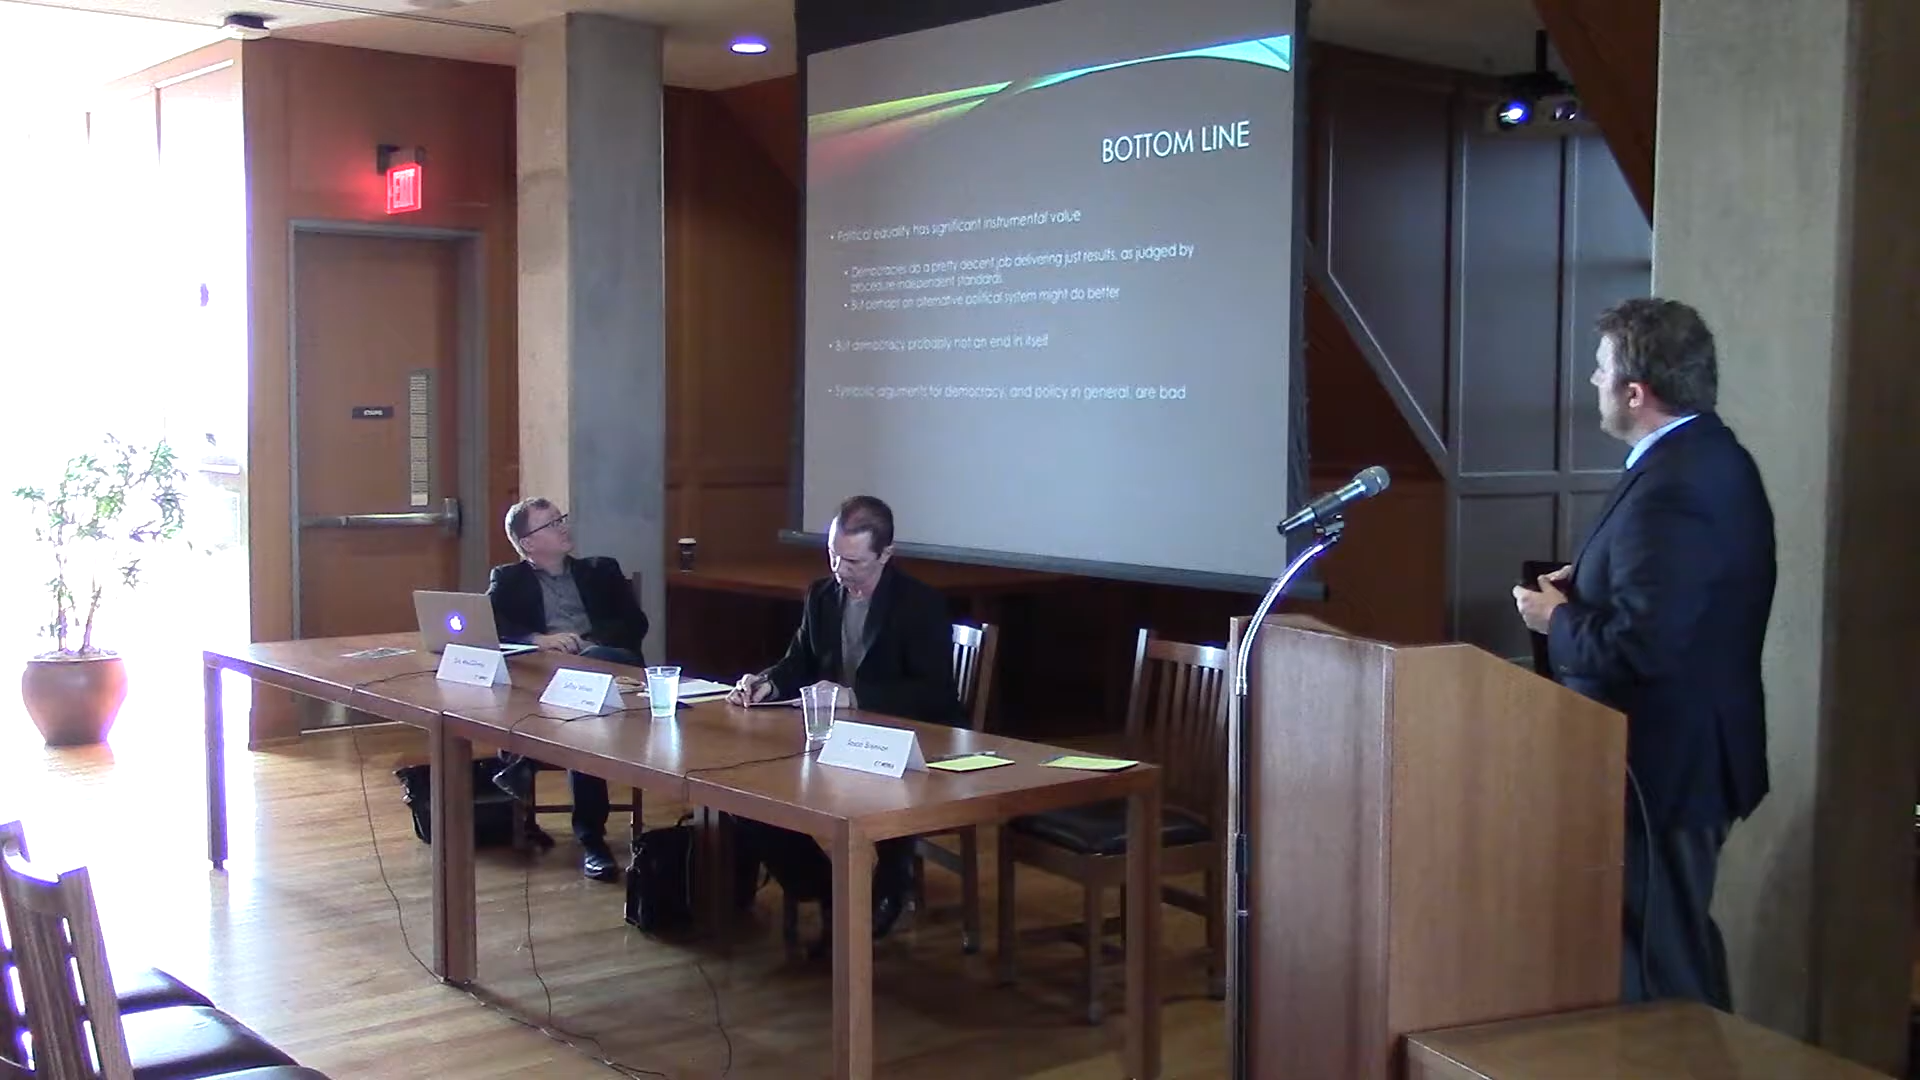 EXIT
BOTTOM LINE
• Political equality has significant instrumental value
• Democracies do a pretty decent job delivering just results, as judged by
procedure independent standards.
• But perhaps an alternative political system might do better
• But democracy probably not an end in itself
• Symbolic arguments for democracy, and policy in general, are bad
Jason Brennan